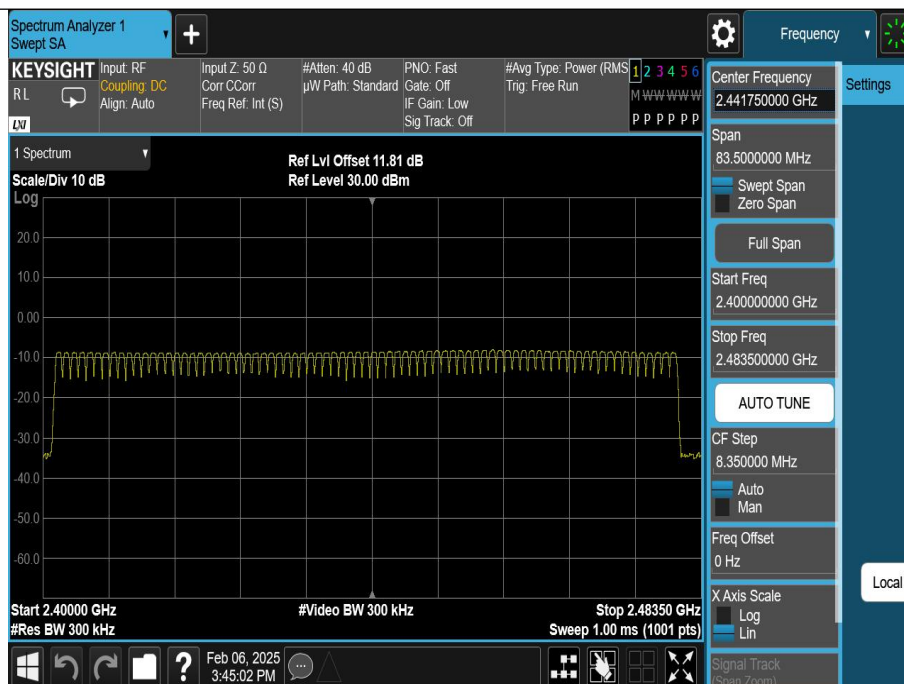 Spectrum Analyzer 1
Swept SA
Frequency
KEYSIGHT
R L
LXI
Input: RF
Coupling: DC
Align: Auto
Input Z: 50 Ω
Corr CCorr
Freq Ref: Int (S)
#Atten: 40 dB
µW Path: Standard
PNO: Fast
Gate: Off
IF Gain: Low
Sig Track: Off
#Avg Type: Power (RMS
Trig: Free Run
1 2 3 4 5 6
M W W W W W
P P P P P P
Center Frequency
2.441750000 GHz
Settings
Span
83.5000000 MHz
Swept Span
Zero Span
Full Span
Start Freq
2.400000000 GHz
Stop Freq
2.483500000 GHz
AUTO TUNE
CF Step
8.350000 MHz
Auto
Man
Freq Offset
0 Hz
X Axis Scale
Log
Lin
Signal Track
(Span Zoom)
Local
1 Spectrum
Scale/Div 10 dB
Log
Ref Lvl Offset 11.81 dB
Ref Level 30.00 dBm
20.0
10.0
0.00
-10.0
-20.0
-30.0
-40.0
-50.0
-60.0
Start 2.40000 GHz
#Res BW 300 kHz
#Video BW 300 kHz
Stop 2.48350 GHz
Sweep 1.00 ms (1001 pts)
?
Feb 06, 2025
3:45:02 PM